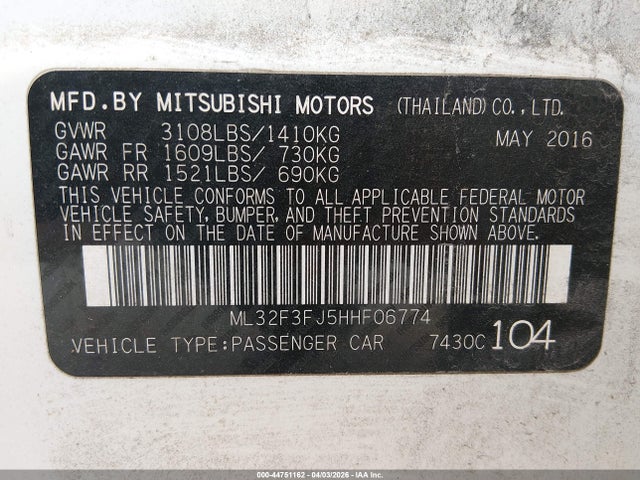 MFD.BY MITSUBISHI MOTORS (THAILAND)CO.,LTD.
GVWR 3108LBS/1410KG MAY 2016
GAWR FR 1609LBS/ 730KG
GAWR RR 1521LBS/ 690KG
THIS VEHICLE CONFORMS TO ALL APPLICABLE FEDERAL MOTOR
VEHICLE SAFETY, BUMPER, AND THEFT PREVENTION STANDARDS
IN EFFECT ON THE DATE OF MANUFACTURE SHOWN ABOVE.
ML32F3FJ5HHF06774
VEHICLE TYPE:PASSENGER CAR 7430C 104
000-44751162 - 04/03/2026 - IAA Inc.